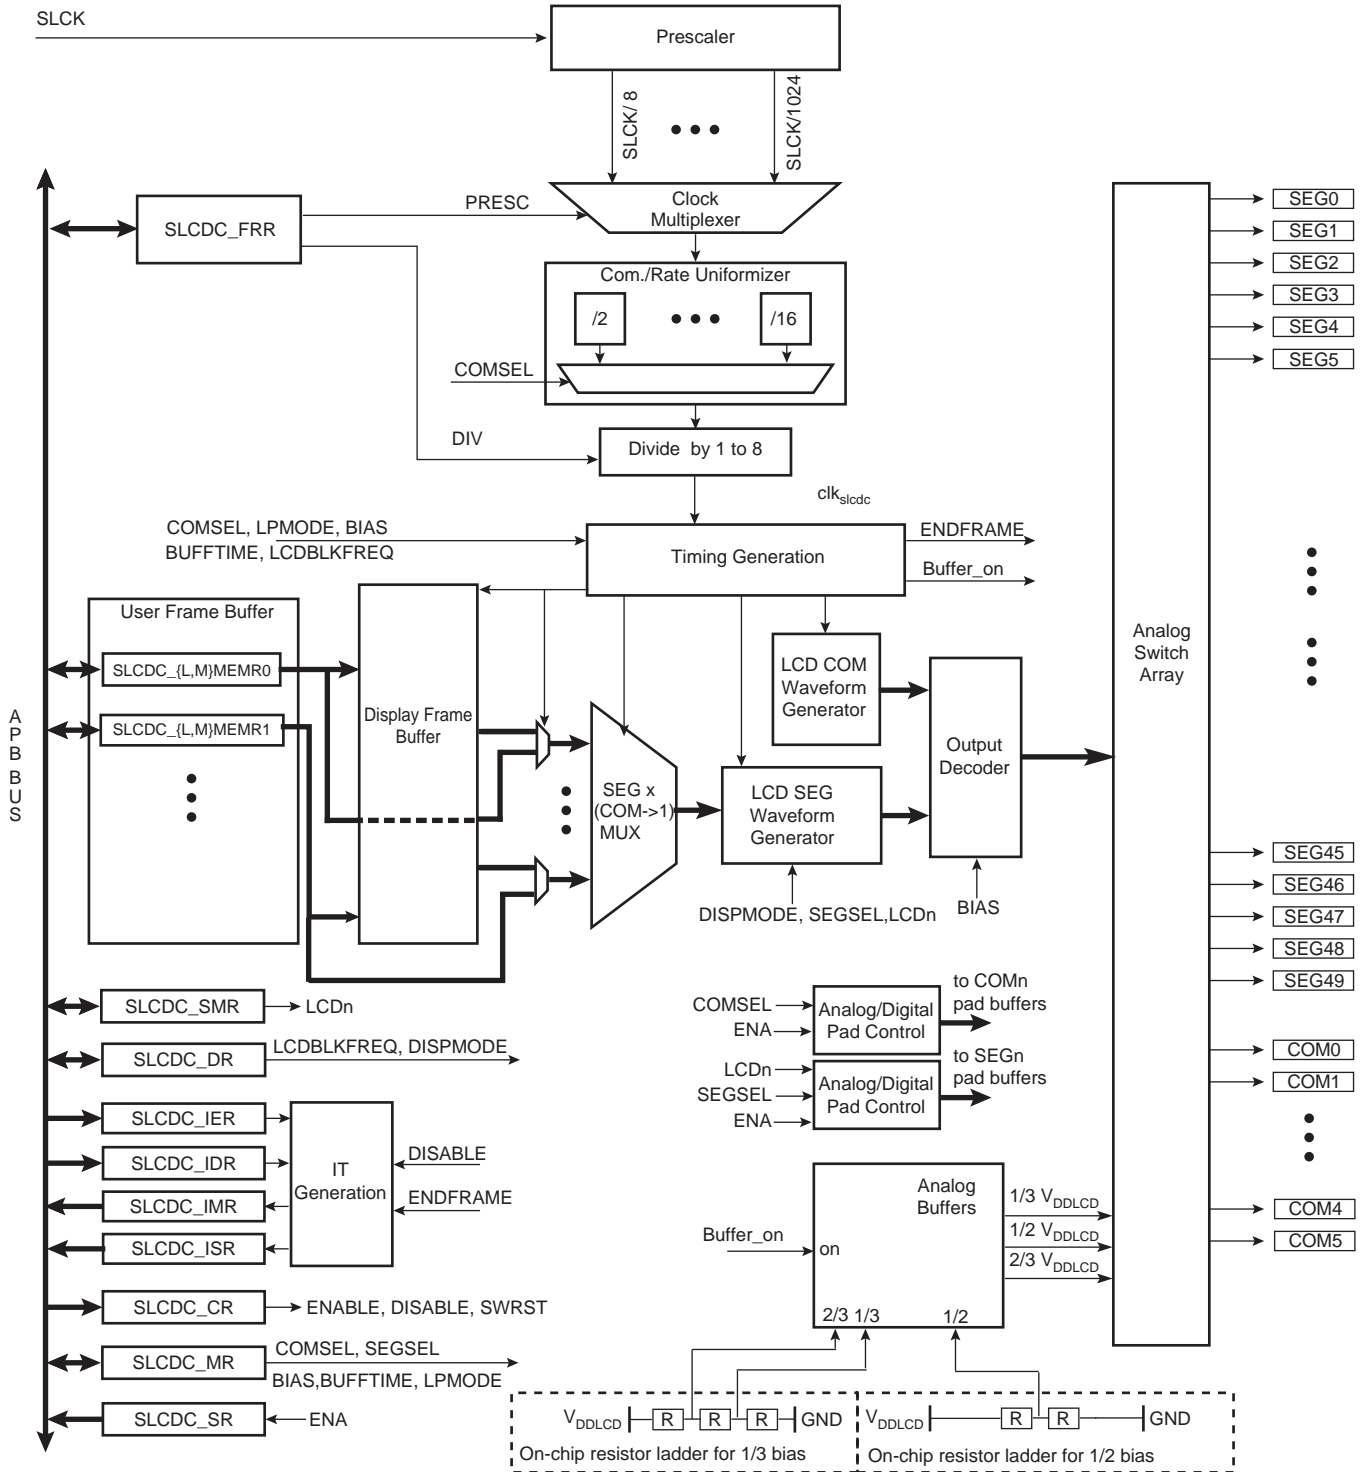 SLCK
Prescaler
SLCK/ 8
SLCK/1024
PRESC
Clock
Multiplexer
SLCDC_FRR
Com./Rate Uniformizer
/2
/16
COMSEL
DIV
Divide by 1 to 8
clkslcdc
COMSEL, LPMODE, BIAS
BUFFTIME, LCDBLKFREQ
Timing Generation
ENDFRAME
Buffer_on
User Frame Buffer
SLCDC_{L,M}MEMR0
SLCDC_{L,M}MEMR1
APB BUS
Display Frame
Buffer
SEG x
(COM->1)
MUX
LCD COM
Waveform
Generator
LCD SEG
Waveform
Generator
Output
Decoder
DISPMODE, SEGSEL,LCDn
BIAS
Analog
Switch
Array
SEG0
SEG1
SEG2
SEG3
SEG4
SEG5
SEG45
SEG46
SEG47
SEG48
SEG49
COM0
COM1
COM4
COM5
SLCDC_SMR
LCDn
SLCDC_DR
LCDBLKFREQ, DISPMODE
SLCDC_IER
SLCDC_IDR
SLCDC_IMR
SLCDC_ISR
IT
Generation
DISABLE
ENDFRAME
SLCDC_CR
ENABLE, DISABLE, SWRST
SLCDC_MR
COMSEL, SEGSEL
BIAS,BUFFTIME, LPMODE
SLCDC_SR
ENA
COMSEL
ENA
Analog/Digital
Pad Control
to COMn
pad buffers
LCDn
SEGSEL
ENA
Analog/Digital
Pad Control
to SEGn
pad buffers
Buffer_on
on
Analog
Buffers
1/3 VDDLCD
1/2 VDDLCD
2/3 VDDLCD
2/3 1/3
1/2
VDDLCD
R
R
R
GND
On-chip resistor ladder for 1/3 bias
VDDLCD
R
R
GND
On-chip resistor ladder for 1/2 bias